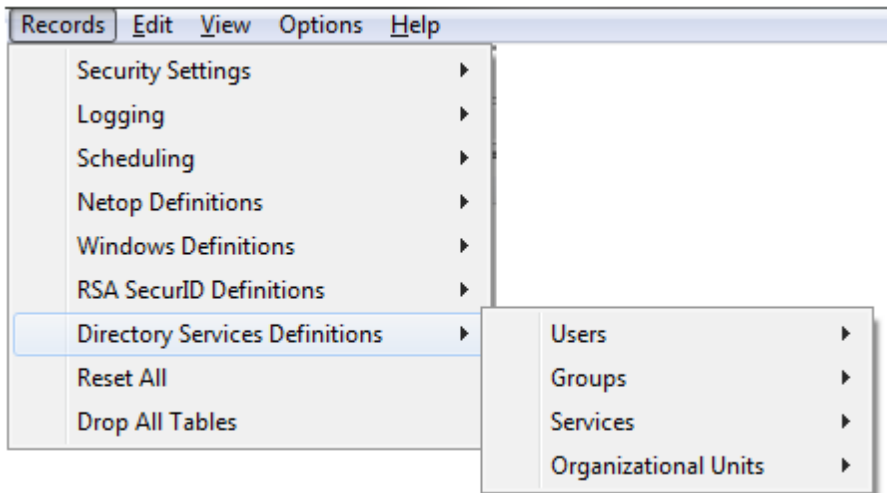 Records Edit View Options Help
Security Settings
Logging
Scheduling
Netop Definitions
Windows Definitions
RSA SecurID Definitions
Directory Services Definitions
Reset All
Drop All Tables
Users
Groups
Services
Organizational Units